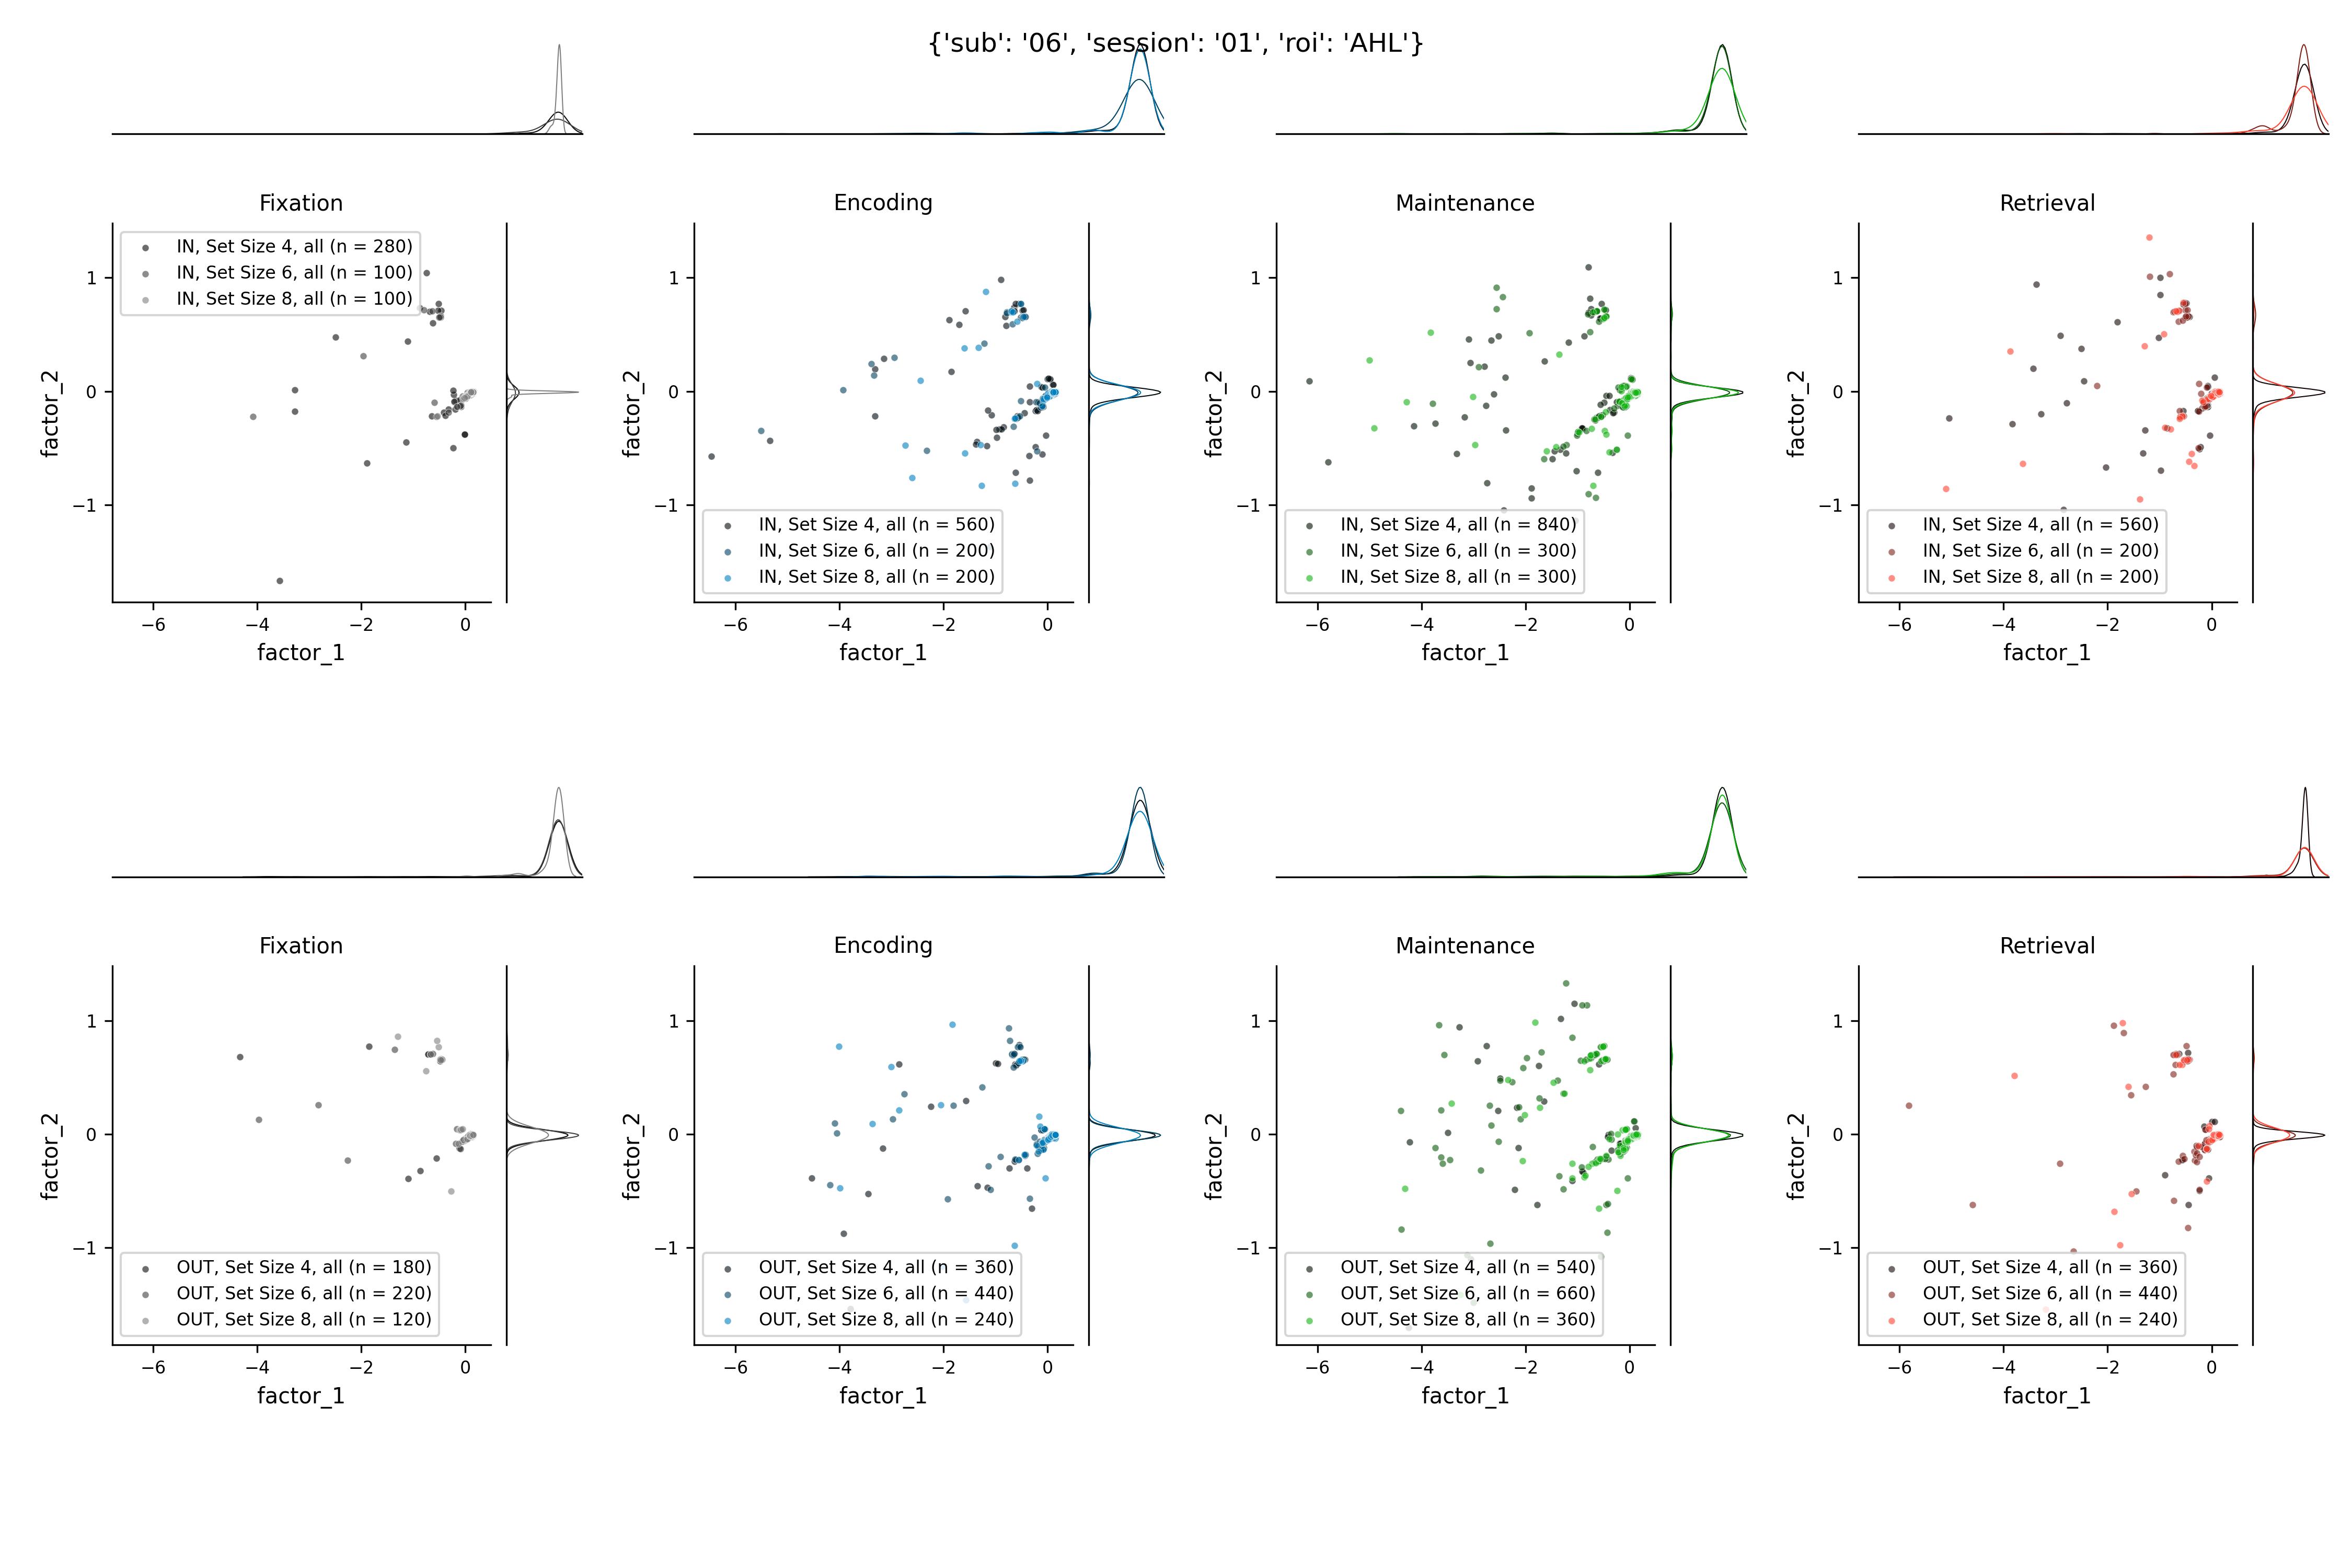 {'sub': '06', 'session': '01', 'roi': 'AHL'}
Fixation
IN, Set Size 4, all (n = 280)
IN, Set Size 6, all (n = 100)
IN, Set Size 8, all (n = 100)
1
0
−1
factor_2
−6 −4 −2 0
factor_1
Encoding
IN, Set Size 4, all (n = 560)
IN, Set Size 6, all (n = 200)
IN, Set Size 8, all (n = 200)
1
0
−1
factor_2
−6 −4 −2 0
factor_1
Maintenance
IN, Set Size 4, all (n = 840)
IN, Set Size 6, all (n = 300)
IN, Set Size 8, all (n = 300)
1
0
−1
factor_2
−6 −4 −2 0
factor_1
Retrieval
IN, Set Size 4, all (n = 560)
IN, Set Size 6, all (n = 200)
IN, Set Size 8, all (n = 200)
1
0
−1
factor_2
−6 −4 −2 0
factor_1
Fixation
OUT, Set Size 4, all (n = 180)
OUT, Set Size 6, all (n = 220)
OUT, Set Size 8, all (n = 120)
1
0
−1
factor_2
−6 −4 −2 0
factor_1
Encoding
OUT, Set Size 4, all (n = 360)
OUT, Set Size 6, all (n = 440)
OUT, Set Size 8, all (n = 240)
1
0
−1
factor_2
−6 −4 −2 0
factor_1
Maintenance
OUT, Set Size 4, all (n = 540)
OUT, Set Size 6, all (n = 660)
OUT, Set Size 8, all (n = 360)
1
0
−1
factor_2
−6 −4 −2 0
factor_1
Retrieval
OUT, Set Size 4, all (n = 360)
OUT, Set Size 6, all (n = 440)
OUT, Set Size 8, all (n = 240)
1
0
−1
factor_2
−6 −4 −2 0
factor_1